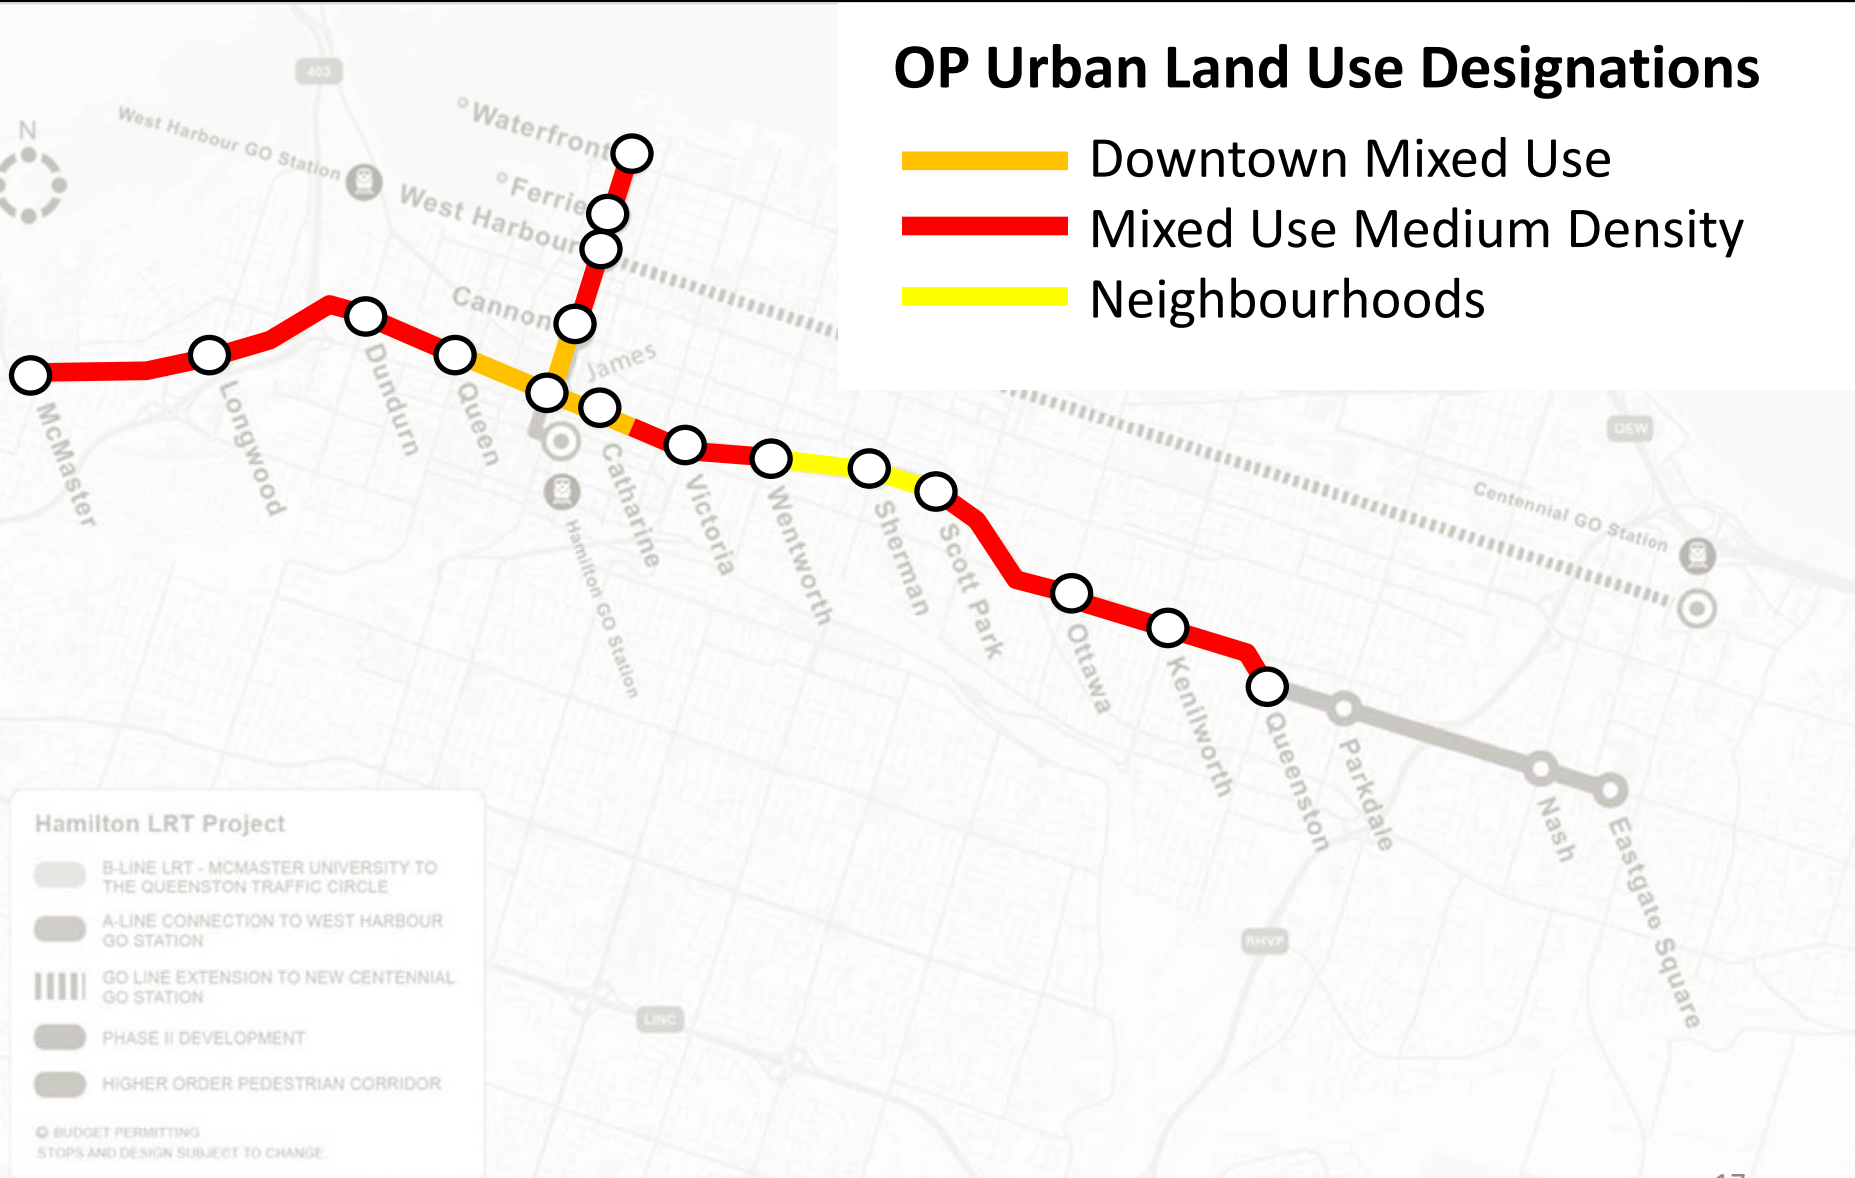 OP Urban Land Use Designations
Downtown Mixed Use
Mixed Use Medium Density
Neighbourhoods
403
N
West Harbour GO Station
Waterfront
Ferrie
West Harbour
Cannon
James
McMaster
Longwood
Dundurn
Queen
Catharine
Hamilton GO Station
Victoria
Wentworth
Sherman
Scott Park
Ottawa
Kenilworth
Queenston
Parkdale
Nash
Eastgate Square
QEW
Centennial GO Station
RHVP
LINC
Hamilton LRT Project
B-LINE LRT - MCMASTER UNIVERSITY TO
THE QUEENSTON TRAFFIC CIRCLE
A-LINE CONNECTION TO WEST HARBOUR
GO STATION
GO LINE EXTENSION TO NEW CENTENNIAL
GO STATION
PHASE II DEVELOPMENT
HIGHER ORDER PEDESTRIAN CORRIDOR
BUDGET PERMITTING
STOPS AND DESIGN SUBJECT TO CHANGE